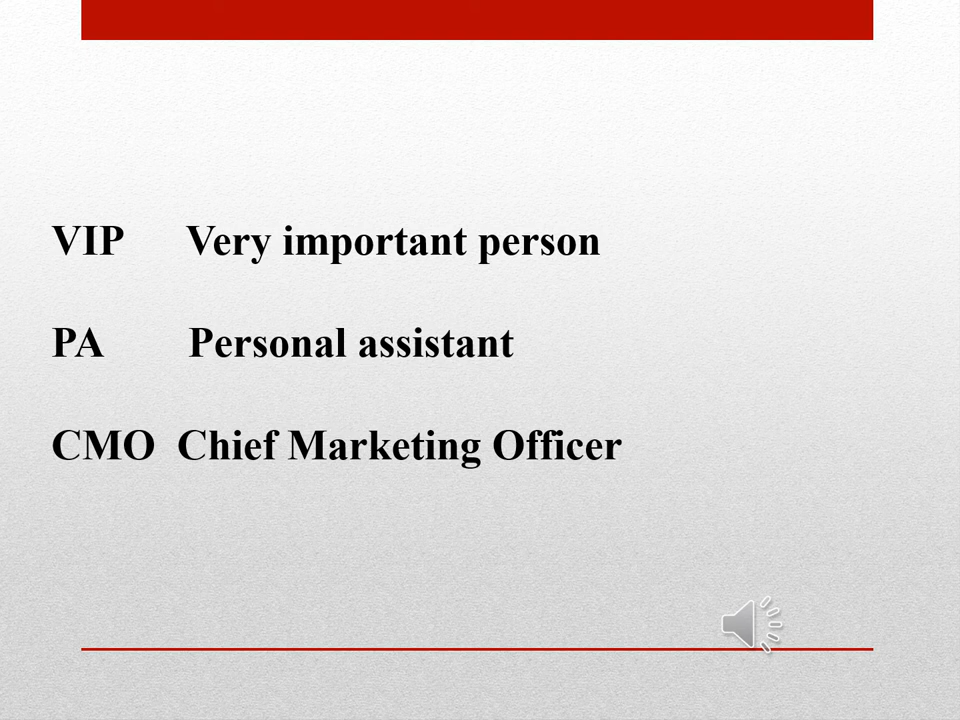 VIP Very important person
PA Personal assistant
CMO Chief Marketing Officer